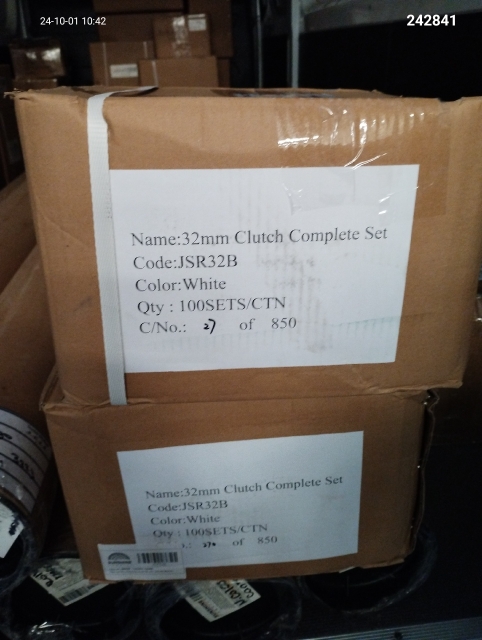 24-10-01 10:42
242841
Name:32mm Clutch Complete Set
Code:JSR32B
Color:White
Qty : 100SETS/CTN
C/No.: 27 of 850
Name:32mm Clutch Complete Set
Code:JSR32B
Color:White
Qty : 100SETS/CTN
of 850